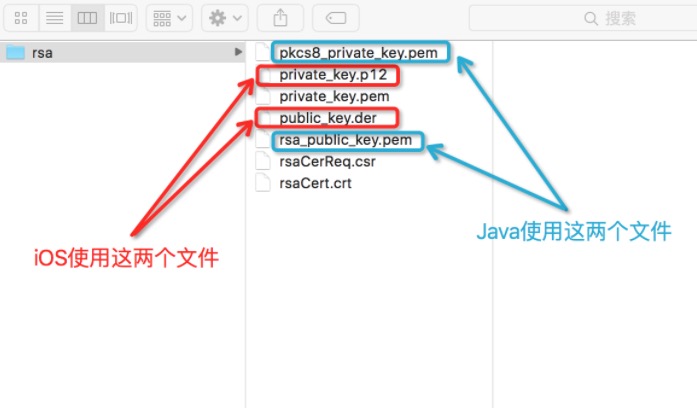 搜索
rsa
pkcs8_private_key.pem
private_key.p12
private_key.pem
public_key.der
rsa_public_key.pem
rsaCerReq.csr
rsaCert.crt
iOS使用这两个文件
Java使用这两个文件